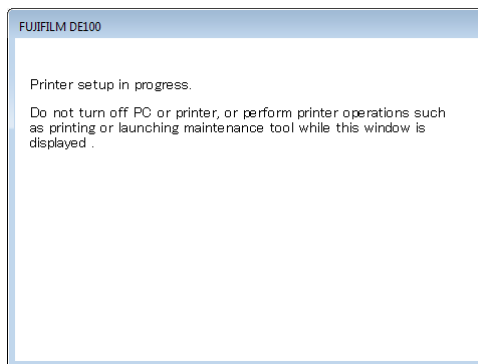 FUJIFILM DE100
Printer setup in progress.
Do not turn off PC or printer, or perform printer operations such
as printing or launching maintenance tool while this window is
displayed .